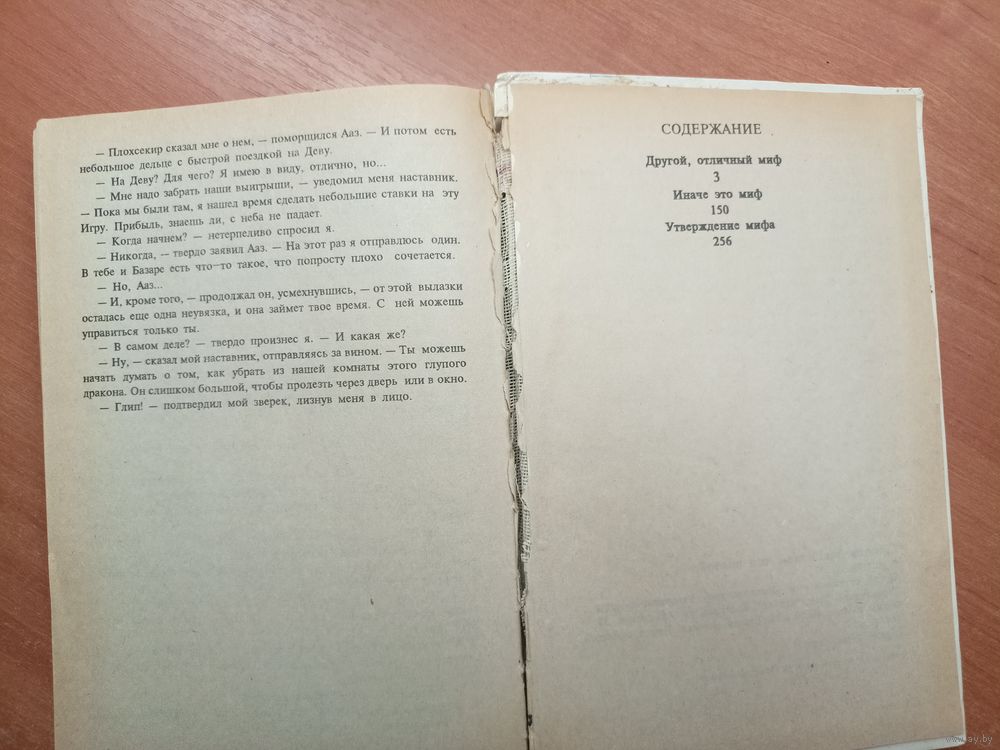 — Плохсекир сказал мне о нем, — поморщился Ааз. — И потом есть
небольшое дельце с быстрой поездкой на Деву.
— На Деву? Для чего? Я имею в виду, отлично, но...
— Мне надо забрать наши выигрыши, — уведомил меня наставник.
— Пока мы были там, я нашел время сделать небольшие ставки на эту
Игру. Прибыль, знаешь ли, с неба не падает.
— Когда начнем? — нетерпеливо спросил я.
— Никогда, — твердо заявил Ааз. — На этот раз я отправлюсь один.
В тебе и Базаре есть что—то такое, что попросту плохо сочетается.
— Но, Ааз...
— И, кроме того, — продолжал он, усмехнувшись, — от этой вылазки
осталась еще одна неувязка, и она займет твое время. С ней можешь
управиться только ты.
— В самом деле? — твердо произнес я. — И какая же?
— Ну, — сказал мой наставник, отправляясь за вином. — Ты можешь
начать думать о том, как убрать из нашей комнаты этого глупого
дракона. Он слишком большой, чтобы пролезть через дверь или в окно.
— Глип! — подтвердил мой зверек, лизнув меня в лицо.
СОДЕРЖАНИЕ
Другой, отличный миф
3
Иначе это миф
150
Утверждение мифа
256
www.ay.by